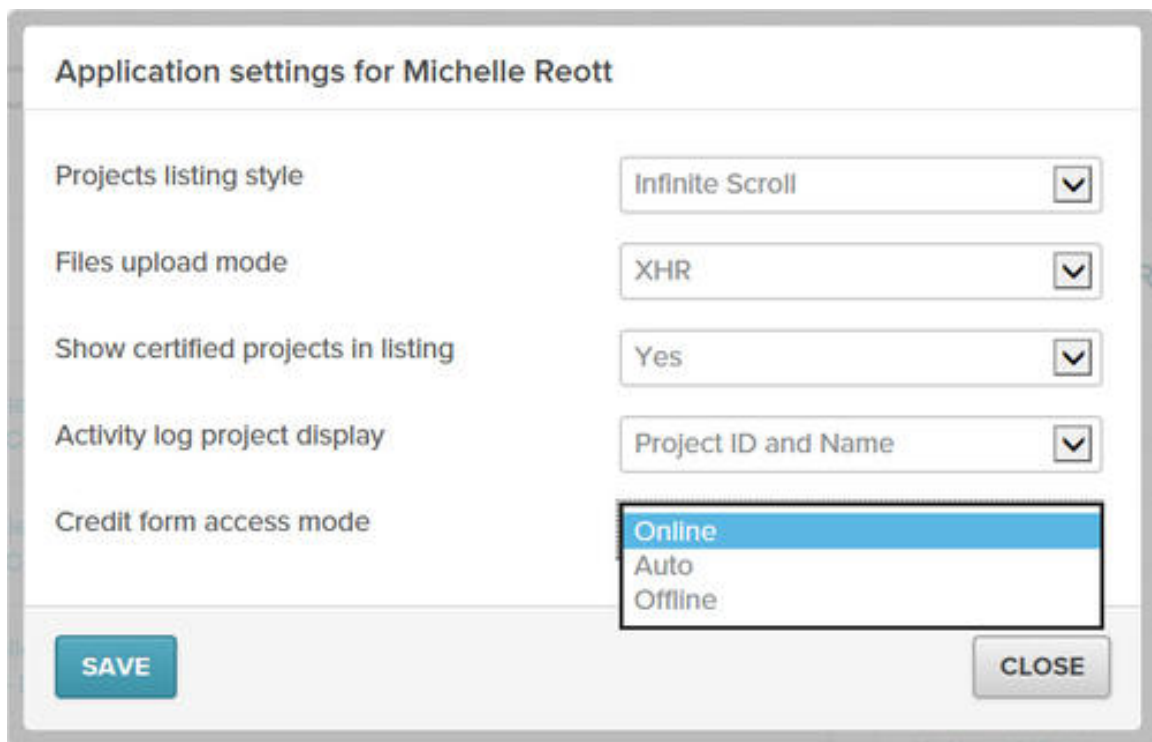 Application settings for Michelle Reott
Projects listing style
Infinite Scroll
Files upload mode
XHR
Show certified projects in listing
Yes
Activity log project display
Project ID and Name
Credit form access mode
Online
Auto
Offline
SAVE
CLOSE